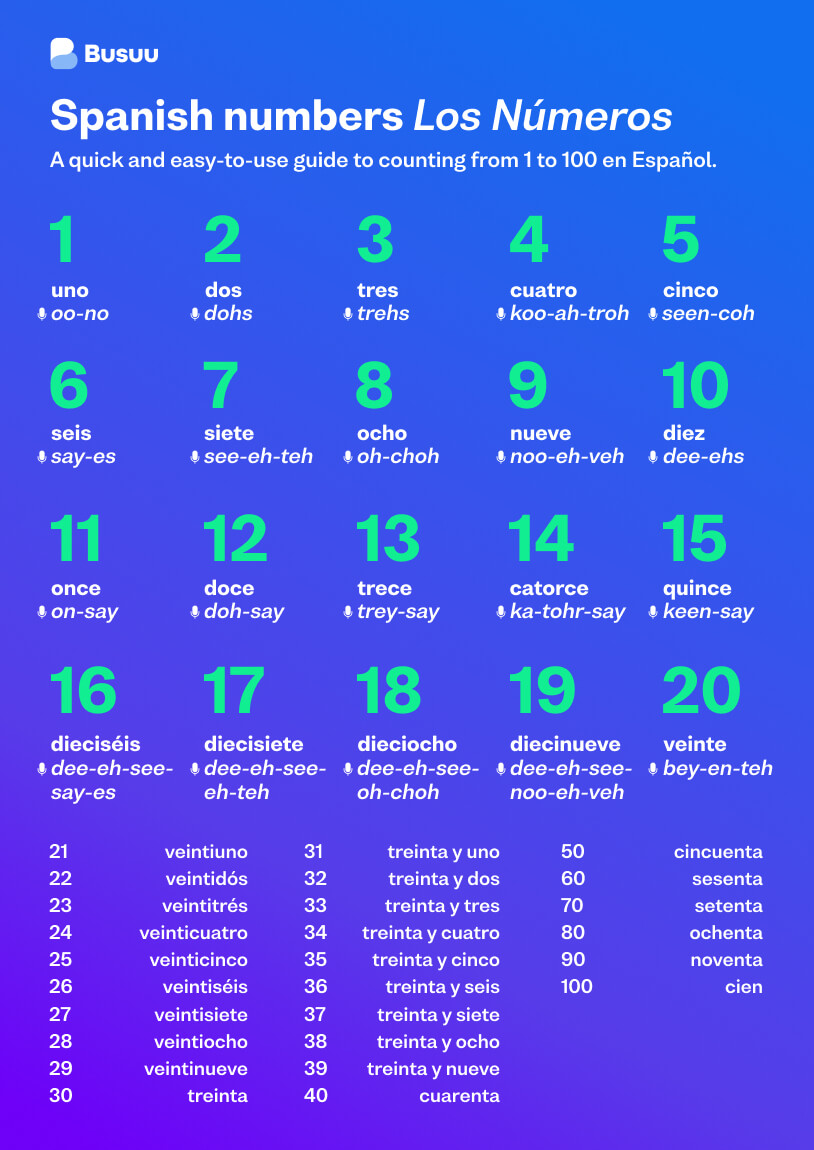 Busuu
Spanish numbers Los Números
A quick and easy-to-use guide to counting from 1 to 100 en Español.
1
uno
oo-no
2
dos
dohs
3
tres
trehs
4
cuatro
koo-ah-troh
5
cinco
seen-coh
6
seis
say-es
7
siete
see-eh-teh
8
ocho
oh-choh
9
nueve
noo-eh-veh
10
diez
dee-ehs
11
once
on-say
12
doce
doh-say
13
trece
trey-say
14
catorce
ka-tohr-say
15
quince
keen-say
16
dieciséis
dee-eh-see-
say-es
17
diecisiete
dee-eh-see-
eh-teh
18
dieciocho
dee-eh-see-
oh-choh
19
diecinueve
dee-eh-see-
noo-eh-veh
20
veinte
bey-en-teh
21 veintiuno
22 veintidós
23 veintitrés
24 veinticuatro
25 veinticinco
26 veintiséis
27 veintisiete
28 veintiocho
29 veintinueve
30 treinta
31 treinta y uno
32 treinta y dos
33 treinta y tres
34 treinta y cuatro
35 treinta y cinco
36 treinta y seis
37 treinta y siete
38 treinta y ocho
39 treinta y nueve
40 cuarenta
50 cincuenta
60 sesenta
70 setenta
80 ochenta
90 noventa
100 cien